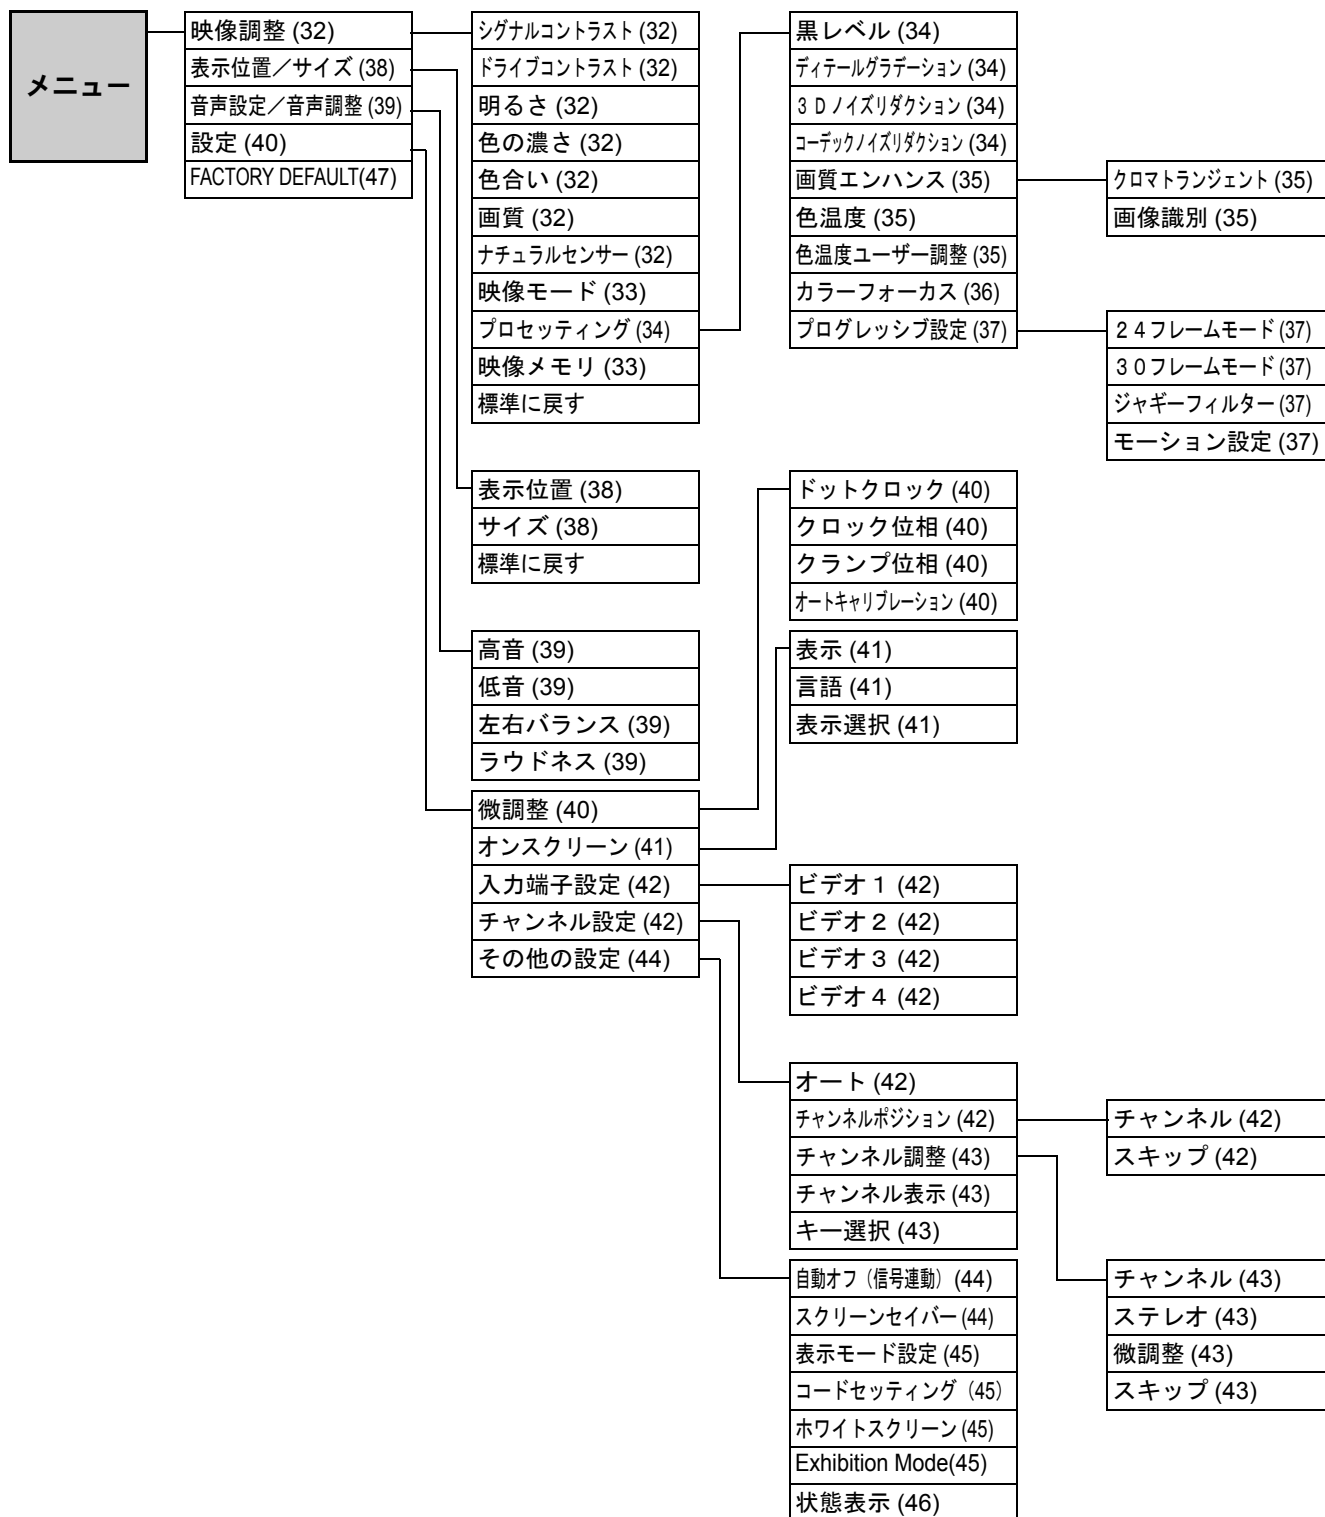 メニュー
映像調整 (32)
表示位置／サイズ (38)
音声設定／音声調整 (39)
設定 (40)
FACTORY DEFAULT(47)
シグナルコントラスト (32)
ドライブコントラスト (32)
明るさ (32)
色の濃さ (32)
色合い (32)
画質 (32)
ナチュラルセンサー (32)
映像モード (33)
プロセッティング (34)
映像メモリ (33)
標準に戻す
黒レベル (34)
ディテールグラデーション (34)
３Ｄノイズリダクション (34)
コーデックノイズリダクション (34)
画質エンハンス (35)
色温度 (35)
色温度ユーザー調整 (35)
カラーフォーカス (36)
プログレッシブ設定 (37)
クロマトランジェント (35)
画像識別 (35)
２４フレームモード (37)
３０フレームモード (37)
ジャギーフィルター (37)
モーション設定 (37)
表示位置 (38)
サイズ (38)
標準に戻す
高音 (39)
低音 (39)
左右バランス (39)
ラウドネス (39)
微調整 (40)
オンスクリーン (41)
入力端子設定 (42)
チャンネル設定 (42)
その他の設定 (44)
ドットクロック (40)
クロック位相 (40)
クランプ位相 (40)
オートキャリブレーション (40)
表示 (41)
言語 (41)
表示選択 (41)
ビデオ１ (42)
ビデオ２ (42)
ビデオ３ (42)
ビデオ４ (42)
オート (42)
チャンネルポジション (42)
チャンネル調整 (43)
チャンネル表示 (43)
キー選択 (43)
チャンネル (42)
スキップ (42)
チャンネル (43)
ステレオ (43)
微調整 (43)
スキップ (43)
自動オフ（信号連動） (44)
スクリーンセイバー (44)
表示モード設定 (45)
コードセッティング（45）
ホワイトスクリーン (45)
Exhibition Mode(45)
状態表示 (46)